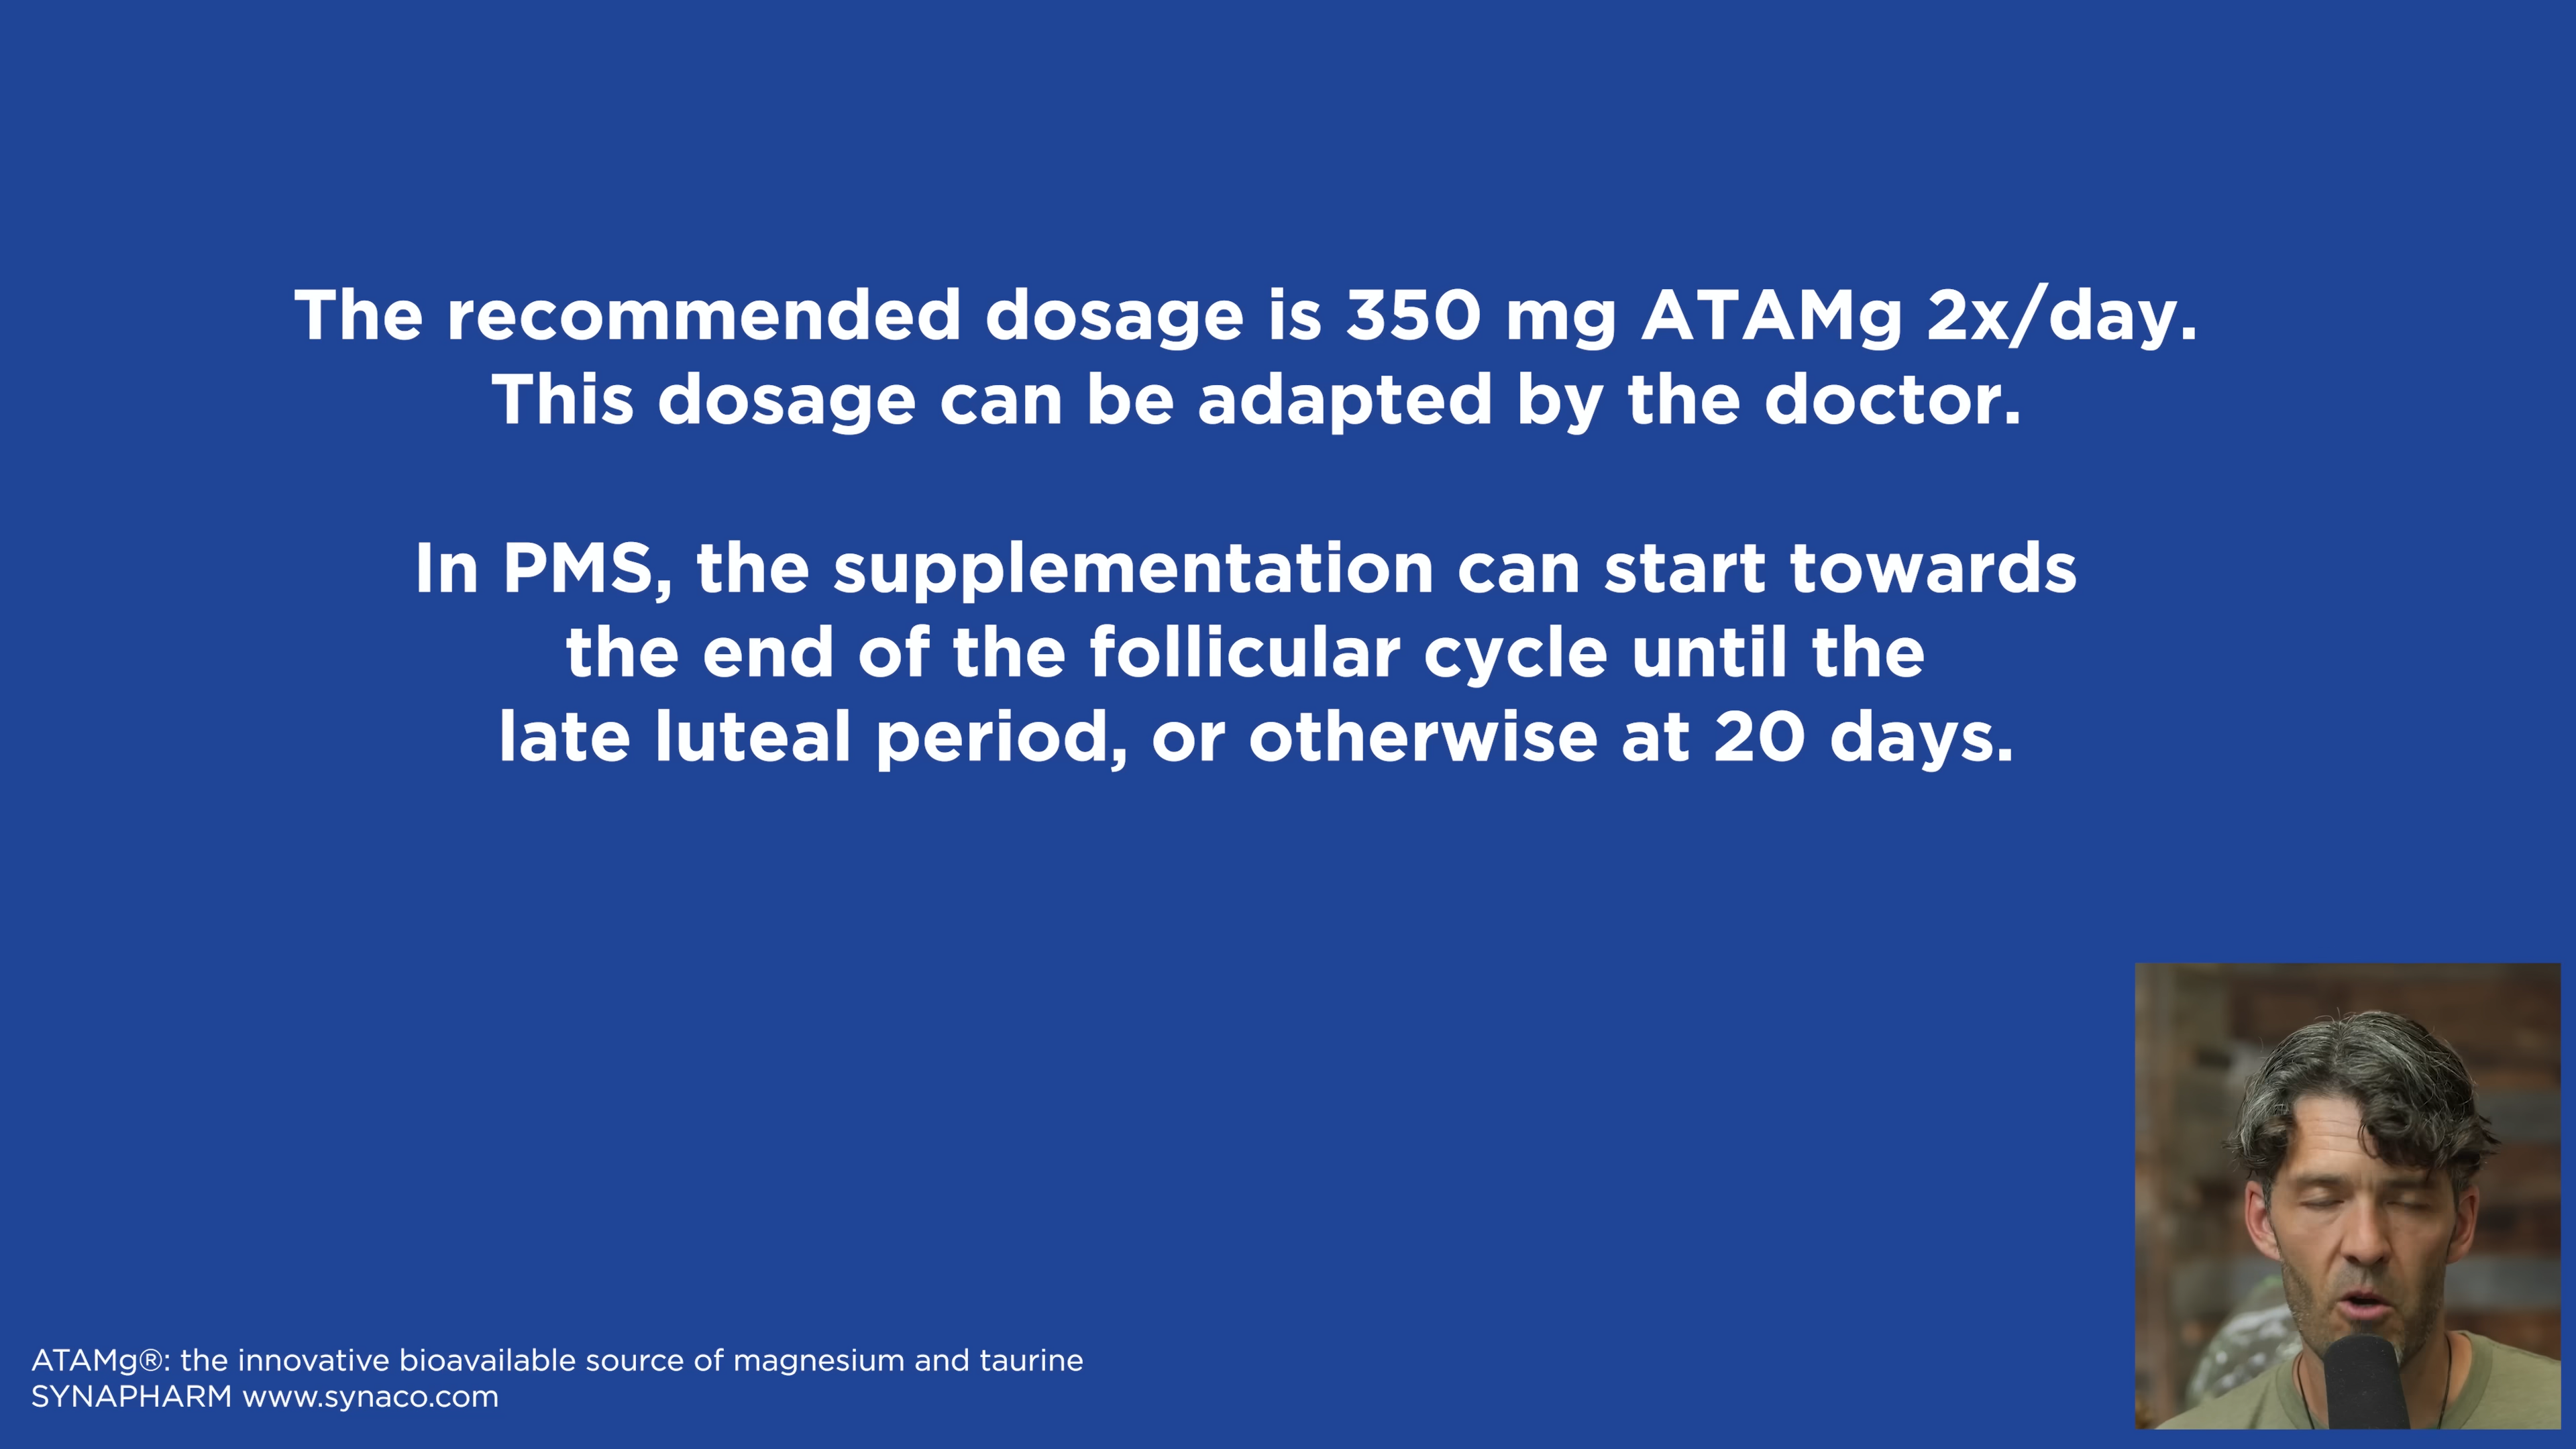 The recommended dosage is 350 mg ATAMg 2x/day.
This dosage can be adapted by the doctor.
In PMS, the supplementation can start towards
the end of the follicular cycle until the
late luteal period, or otherwise at 20 days.
ATAMg®: the innovative bioavailable source of magnesium and taurine
SYNAPHARM www.synaco.com